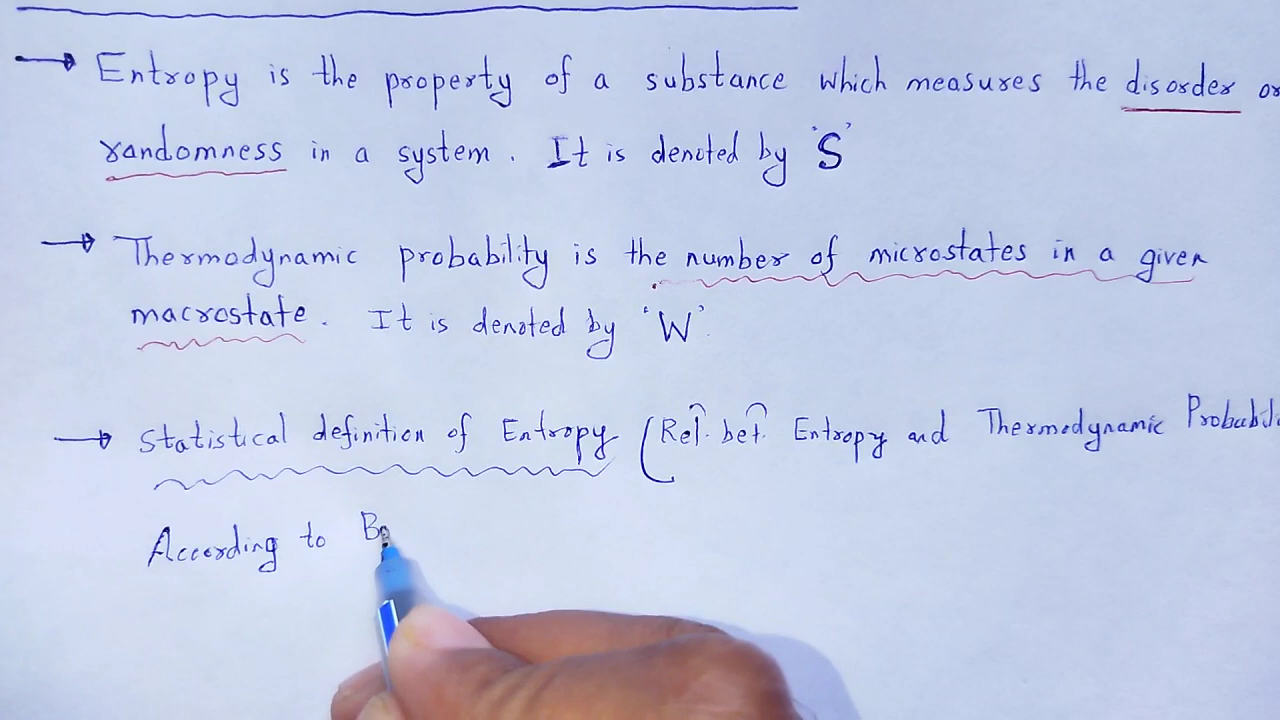 Entropy is the property of a substance which measures the disorder or
randomness in a system. It is denoted by 'S'
Thermodynamic probability is the number of microstates in a given
macrostate. It is denoted by 'W'.
Statistical definition of Entropy (Rel. bet. Entropy and Thermodynamic
According to